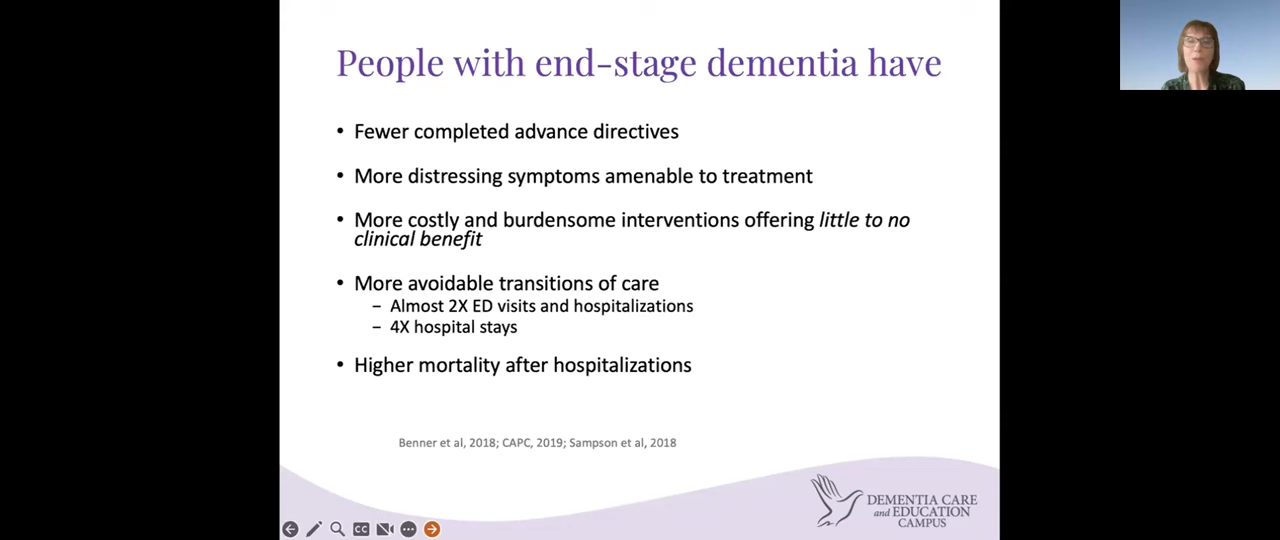 People with end-stage dementia have
• Fewer completed advance directives
• More distressing symptoms amenable to treatment
• More costly and burdensome interventions offering little to no
clinical benefit
• More avoidable transitions of care
– Almost 2X ED visits and hospitalizations
– 4X hospital stays
• Higher mortality after hospitalizations
Benner et al, 2018; CAPC, 2019; Sampson et al, 2018
DEMENTIA CARE
and EDUCATION
CAMPUS
CC